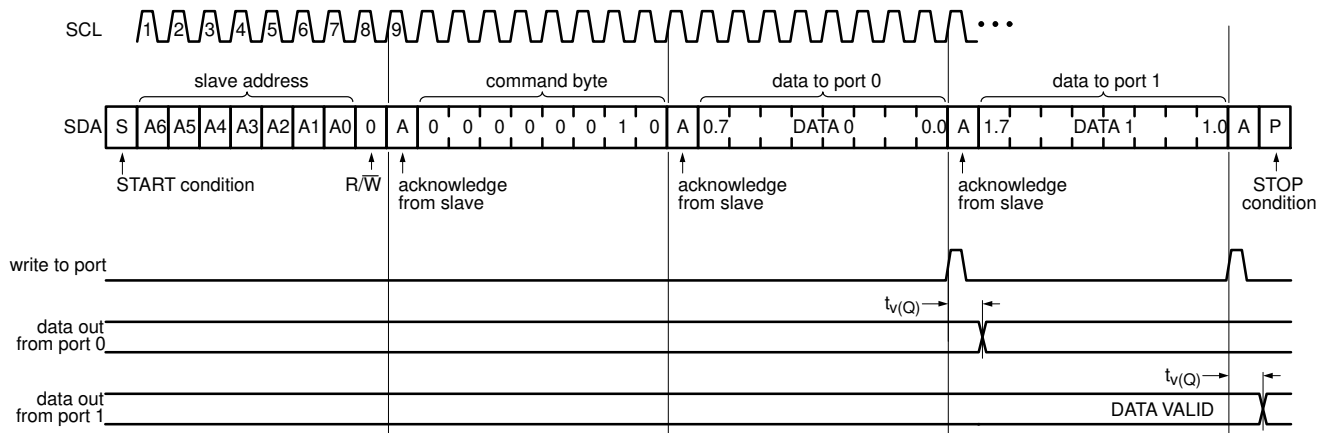 SCL 1 2 3 4 5 6 7 8 9 •••
slave address command byte data to port 0 data to port 1
SDA S A6 A5 A4 A3 A2 A1 A0 0 A 0 0 0 0 0 0 1 0 A 0.7 DATA 0 0.0 A 1.7 DATA 1 1.0 A P
START condition R/W̅ acknowledge from slave acknowledge from slave acknowledge from slave STOP condition
write to port
tv(Q)
data out from port 0
tv(Q)
data out from port 1 DATA VALID